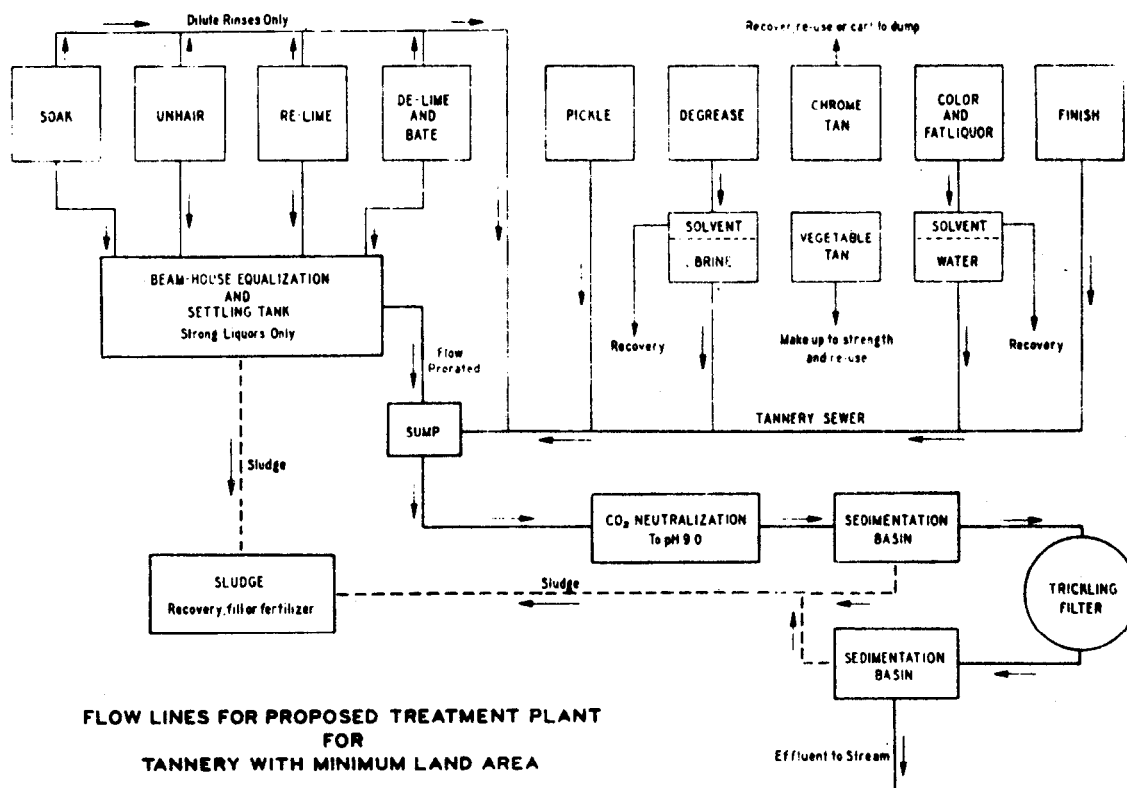 Dilute Rinses Only
Recover, re-use or cart to dump
SOAK
UNHAIR
RE-LIME
DE-LIME
AND
BATE
PICKLE
DEGREASE
CHROME
TAN
COLOR
AND
FATLIQUOR
FINISH
SOLVENT
BRINE
VEGETABLE
TAN
SOLVENT
WATER
BEAM-HOUSE EQUALIZATION
AND
SETTLING TANK
Strong Liquors Only
Flow
Prorated
Recovery
Make up to strength
and re-use
Recovery
SUMP
TANNERY SEWER
Sludge
CO₂ NEUTRALIZATION
To pH 9.0
SEDIMENTATION
BASIN
SLUDGE
Recovery, fill or fertilizer
Sludge
TRICKLING
FILTER
SEDIMENTATION
BASIN
FLOW LINES FOR PROPOSED TREATMENT PLANT
FOR
TANNERY WITH MINIMUM LAND AREA
Effluent to Stream